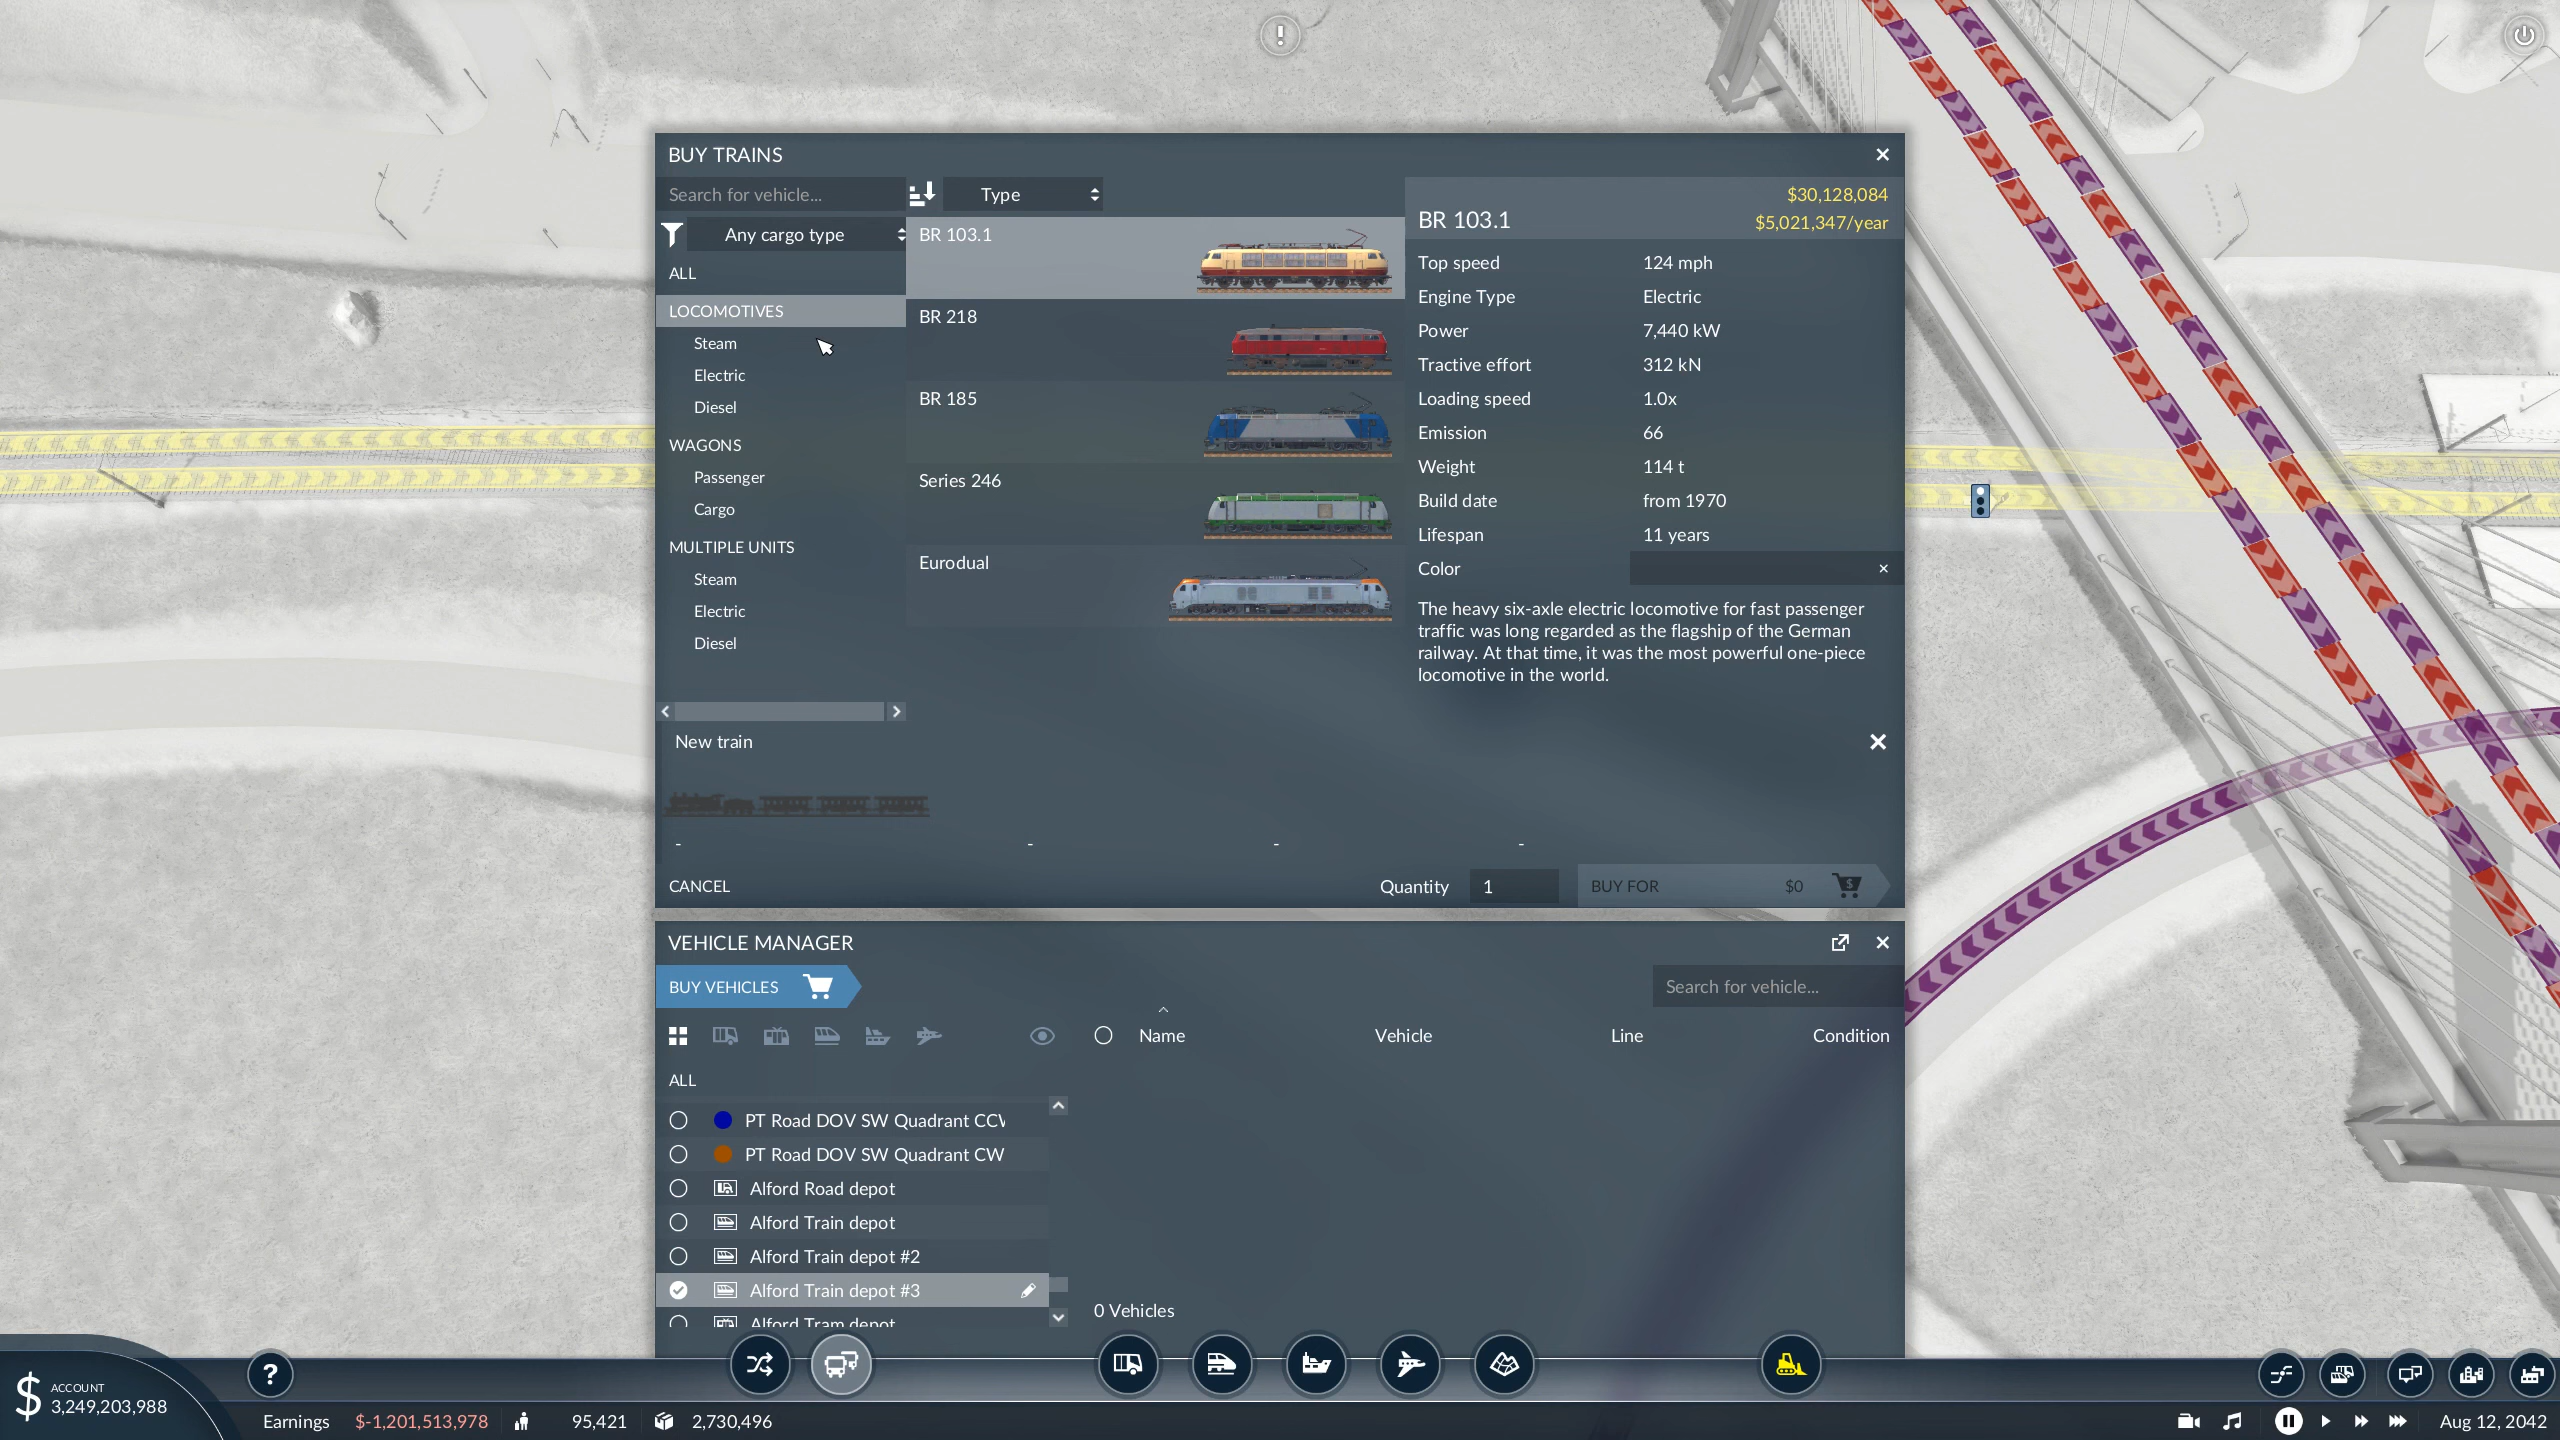 BUY TRAINS
Search for vehicle...
Type
Any cargo type
ALL
LOCOMOTIVES
Steam
Electric
Diesel
WAGONS
Passenger
Cargo
MULTIPLE UNITS
Steam
Electric
Diesel
BR 103.1
BR 218
BR 185
Series 246
Eurodual
$30,128,084
BR 103.1
$5,021,347/year
Top speed 124 mph
Engine Type Electric
Power 7,440 kW
Tractive effort 312 kN
Loading speed 1.0x
Emission 66
Weight 114 t
Build date from 1970
Lifespan 11 years
Color
The heavy six-axle electric locomotive for fast passenger
traffic was long regarded as the flagship of the German
railway. At that time, it was the most powerful one-piece
locomotive in the world.
New train
- - - -
CANCEL
Quantity 1
BUY FOR $0
VEHICLE MANAGER
BUY VEHICLES
Search for vehicle...
Name Vehicle Line Condition
ALL
PT Road DOV SW Quadrant CCW
PT Road DOV SW Quadrant CW
Alford Road depot
Alford Train depot
Alford Train depot #2
Alford Train depot #3
Alford Tram depot
0 Vehicles
?
$ ACCOUNT
3,249,203,988
Earnings $-1,201,513,978 95,421 2,730,496
Aug 12, 2042